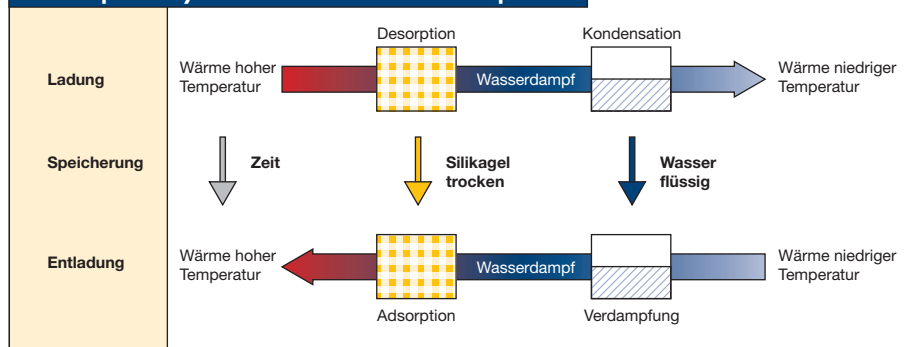 Desorption
Kondensation
Ladung
Wärme hoher
Temperatur
Wasserdampf
Wärme niedriger
Temperatur
Speicherung
Zeit
Silikagel
trocken
Wasser
flüssig
Entladung
Wärme hoher
Temperatur
Wasserdampf
Wärme niedriger
Temperatur
Adsorption
Verdampfung